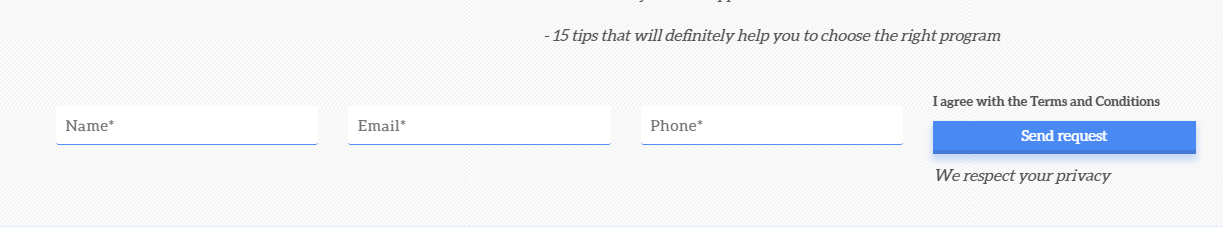 - 15 tips that will definitely help you to choose the right program
I agree with the Terms and Conditions
Name*
Email*
Phone*
Send request
We respect your privacy